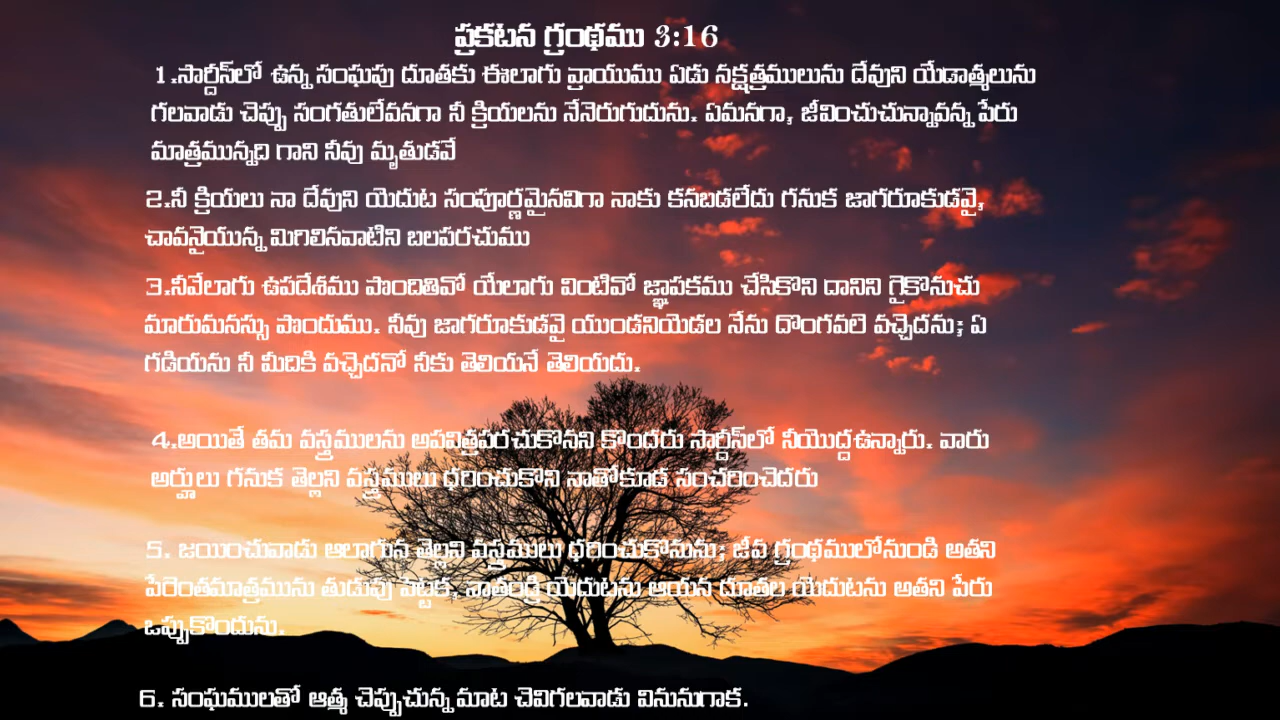 ప్రకటన గ్రంథము 3:16
1.సార్దీస్‌లో ఉన్న సంఘపు దూతకు ఈలాగు వ్రాయుము ఏడు నక్షత్రములును దేవుని యేడాత్మలును
గలవాడు చెప్పు సంగతులేవనగా నీ క్రియలను నేనెరుగుదును. ఏమనగా, జీవించుచున్నావన్న పేరు
మాత్రమున్నది గాని నీవు మృతుడవే
2.నీ క్రియలు నా దేవుని యెదుట సంపూర్ణమైనవిగా నాకు కనబడలేదు గనుక జాగరూకుడవై,
చావనైయున్న మిగిలినవాటిని బలపరచుము
3.నీవేలాగు ఉపదేశము పొందితివో యేలాగు వింటివో జ్ఞాపకము చేసికొని దానిని గైకొనుచు
మారుమనస్సు పొందుము. నీవు జాగరూకుడవై యుండనియెడల నేను దొంగవలె వచ్చెదను; ఏ
గడియను నీ మీదికి వచ్చెదనో నీకు తెలియనే తెలియదు.
4.అయితే తమ వస్త్రములను అపవిత్రపరచుకొనని కొందరు సార్దీస్‌లో నీయొద్దఉన్నారు. వారు
అర్హులు గనుక తెల్లని వస్త్రములు ధరించుకొని నాతోకూడ సంచరించెదరు
5. జయించువాడు ఆలాగున తెల్లని వస్త్రములు ధరించుకొనును; జీవ గ్రంథములోనుండి అతని
పేరెంతమాత్రమును తుడుపు పెట్టక, నాతండ్రి యెదుటను ఆయన దూతల యెదుటను అతని పేరు
ఒప్పుకొందును.
6. సంఘములతో ఆత్మ చెప్పుచున్న మాట చెవిగలవాడు వినునుగాక.